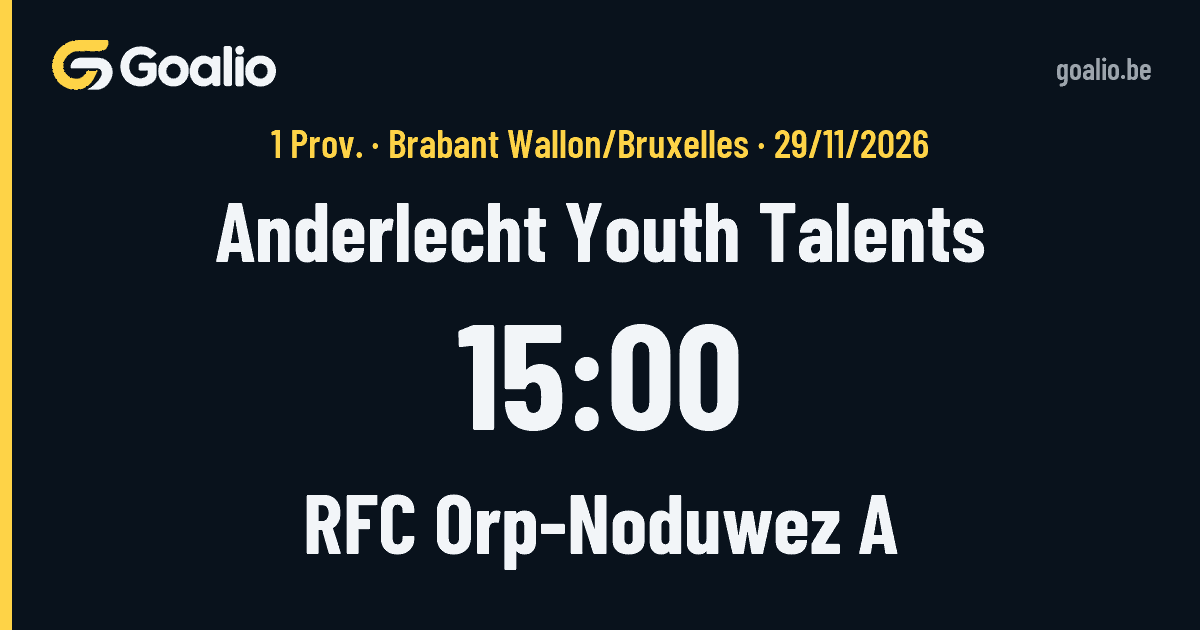 Goalio
goalio.be
1 Prov. · Brabant Wallon/Bruxelles · 29/11/2026
Anderlecht Youth Talents
15:00
RFC Orp-Noduwez A